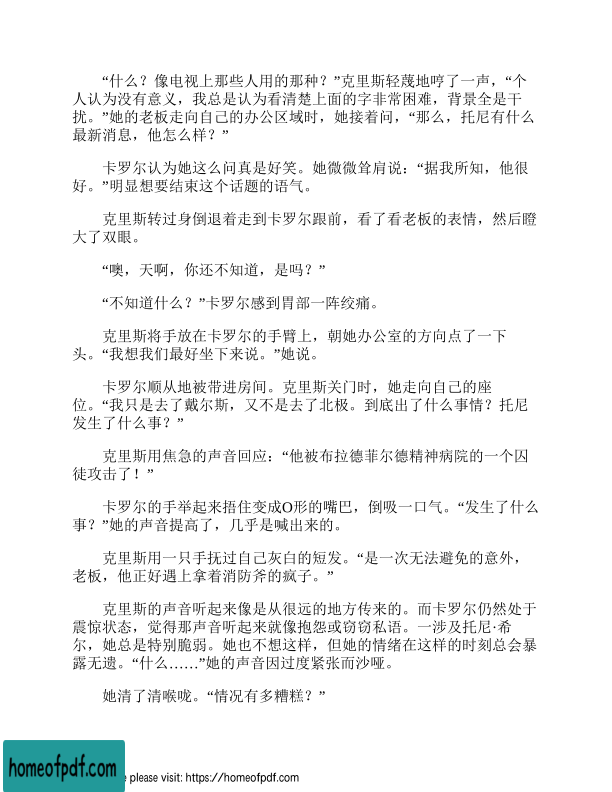 “什么？像电视上那些人用的那种？”克里斯轻蔑地哼了一声，“个
人认为没有意义，我总是认为看清楚上面的字非常困难，背景全是干
扰。”她的老板走向自己的办公区域时，她接着问，“那么，托尼有什么
最新消息，他怎么样？”
卡罗尔认为她这么问真是好笑。她微微耸肩说：“据我所知，他很
好。”明显想要结束这个话题的语气。
克里斯转过身倒退着走到卡罗尔跟前，看了看老板的表情，然后瞪
大了双眼。
“噢，天啊，你还不知道，是吗？”
“不知道什么？”卡罗尔感到胃部一阵绞痛。
克里斯将手放在卡罗尔的手臂上，朝她办公室的方向点了一下
头。“我想我们最好坐下来说。”她说。
卡罗尔顺从地被带进房间。克里斯关门时，她走向自己的座
位。“我只是去了戴尔斯，又不是去了北极。到底出了什么事情？托尼
发生了什么事？”
克里斯用焦急的声音回应：“他被布拉德菲尔德精神病院的一个囚
徒攻击了！”
卡罗尔的手举起来捂住变成O形的嘴巴，倒吸一口气。“发生了什么
事？”她的声音提高了，几乎是喊出来的。
克里斯用一只手抚过自己灰白的短发。“是一次无法避免的意外，
老板，他正好遇上拿着消防斧的疯子。”
克里斯的声音听起来像是从很远的地方传来的。而卡罗尔仍然处于
震惊状态，觉得那声音听起来就像抱怨或窃窃私语。一涉及托尼·希
尔，她总是特别脆弱。她也不想这样，但她的情绪在这样的时刻总会暴
露无遗。“什么……”她的声音因过度紧张而沙哑。
她清了清喉咙。“情况有多糟糕？”
homeofpdf.com
e please visit: https://homeofpdf.com